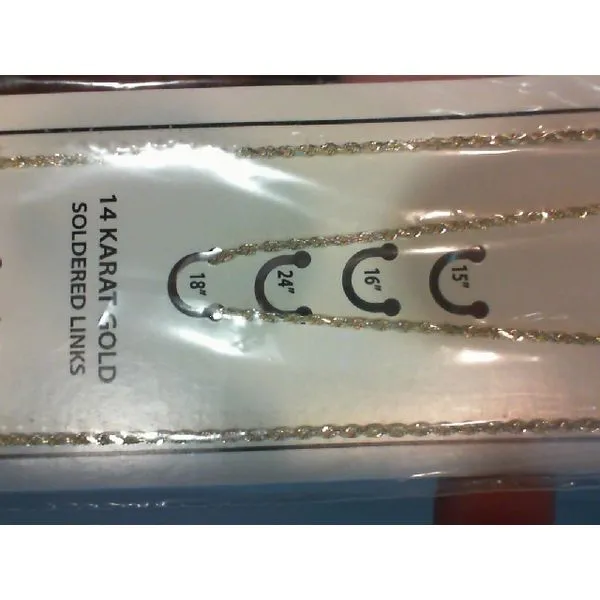 14 KARAT GOLD
SOLDERED LINKS
15"
16"
24"
18"